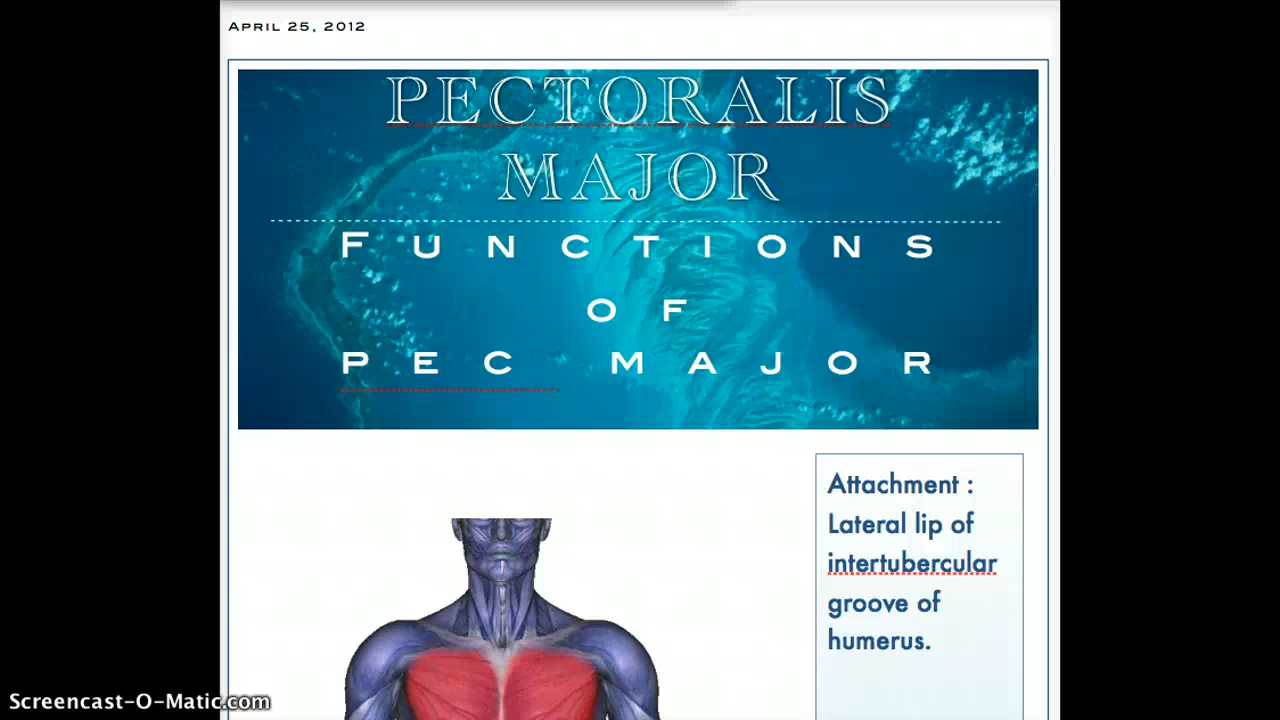 April 25, 2012
PECTORALIS
MAJOR
Functions
of
pec major
Attachment :
Lateral lip of
intertubercular
groove of
humerus.
Screencast-O-Matic.com